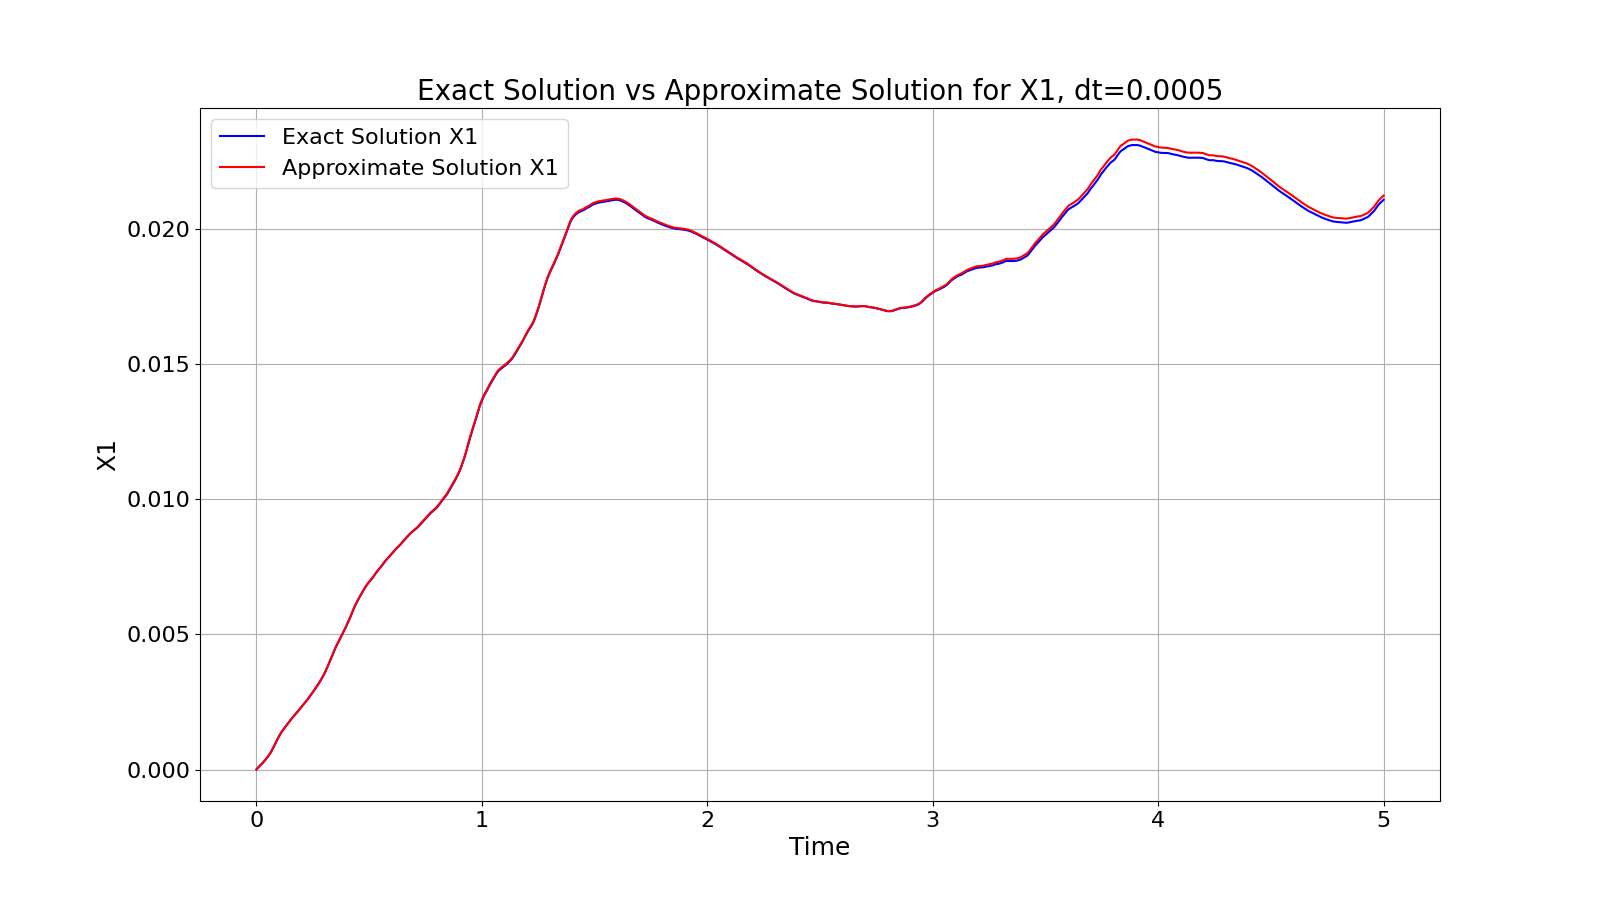 Exact Solution vs Approximate Solution for X1, dt=0.0005
Exact Solution X1
Approximate Solution X1
0.020
0.015
0.010
0.005
0.000
X1
0 1 2 3 4 5
Time